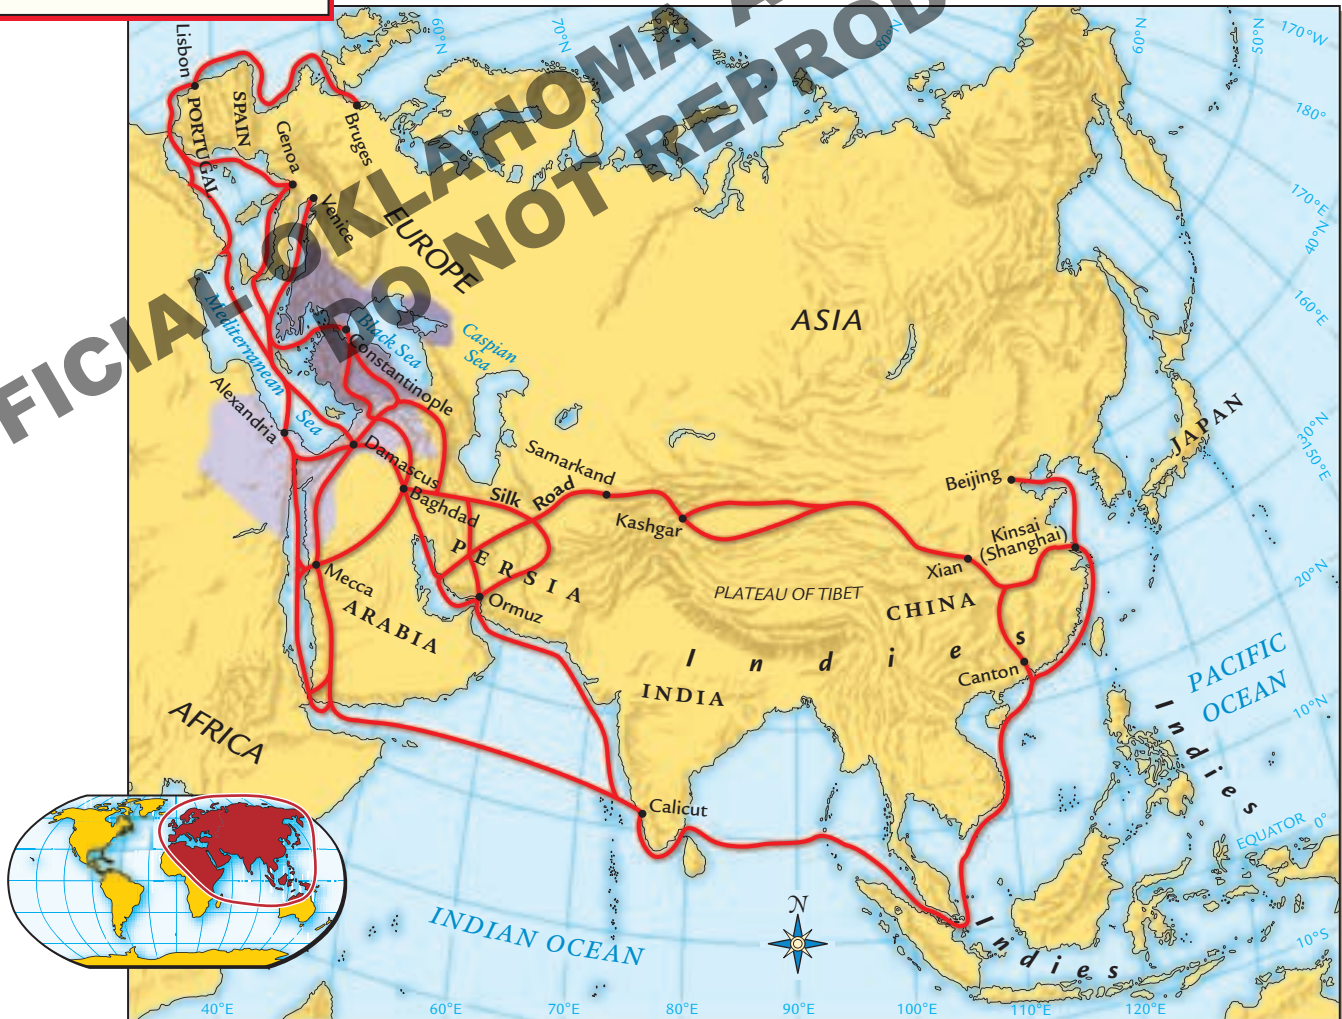 FICIAL OKLAHOMA A
DO NOT REPROD
60°N
70°N
80°N
60°N
50°N
170°W
180°
170°E
40°N
160°E
30°N
150°E
20°N
10°N
0°
10°S
Lisbon
PORTUGAL
SPAIN
Genoa
Bruges
Venice
EUROPE
ASIA
Mediterranean
Sea
Black Sea
Caspian
Sea
Constantinople
Alexandria
Damascus
Baghdad
Silk Road
Samarkand
Kashgar
Beijing
Kinsai
(Shanghai)
Xian
JAPAN
PERSIA
Mecca
ARABIA
Ormuz
PLATEAU OF TIBET
CHINA
Indies
INDIA
Canton
PACIFIC
OCEAN
Indies
AFRICA
Calicut
EQUATOR
N
INDIAN OCEAN
Indies
40°E
60°E
70°E
80°E
90°E
100°E
110°E
120°E